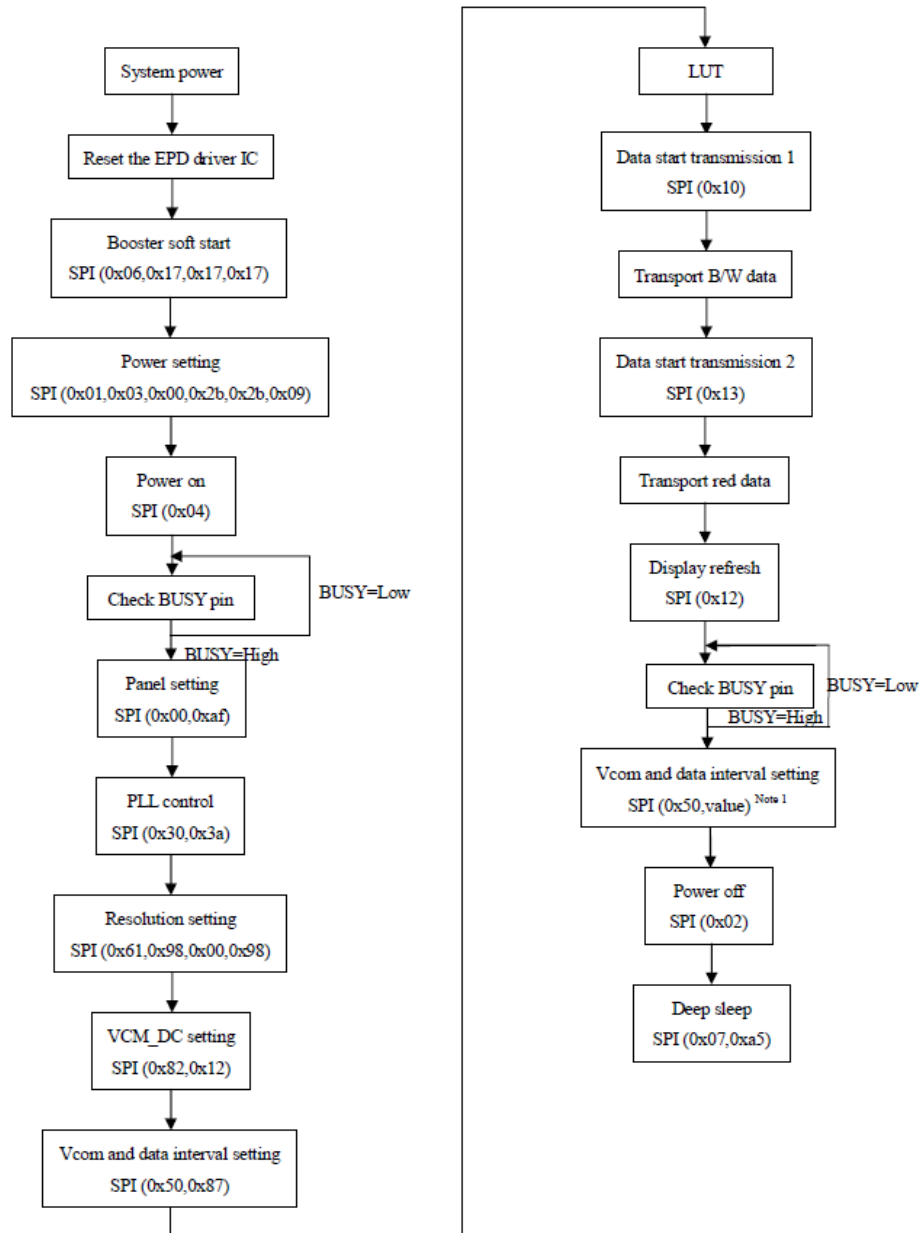 System power
Reset the EPD driver IC
Booster soft start
SPI (0x06,0x17,0x17,0x17)
Power setting
SPI (0x01,0x03,0x00,0x2b,0x2b,0x09)
Power on
SPI (0x04)
Check BUSY pin
BUSY=Low
BUSY=High
Panel setting
SPI (0x00,0xaf)
PLL control
SPI (0x30,0x3a)
Resolution setting
SPI (0x61,0x98,0x00,0x98)
VCM_DC setting
SPI (0x82,0x12)
Vcom and data interval setting
SPI (0x50,0x87)
LUT
Data start transmission 1
SPI (0x10)
Transport B/W data
Data start transmission 2
SPI (0x13)
Transport red data
Display refresh
SPI (0x12)
Check BUSY pin
BUSY=Low
BUSY=High
Vcom and data interval setting
SPI (0x50,value) Note 1
Power off
SPI (0x02)
Deep sleep
SPI (0x07,0xa5)